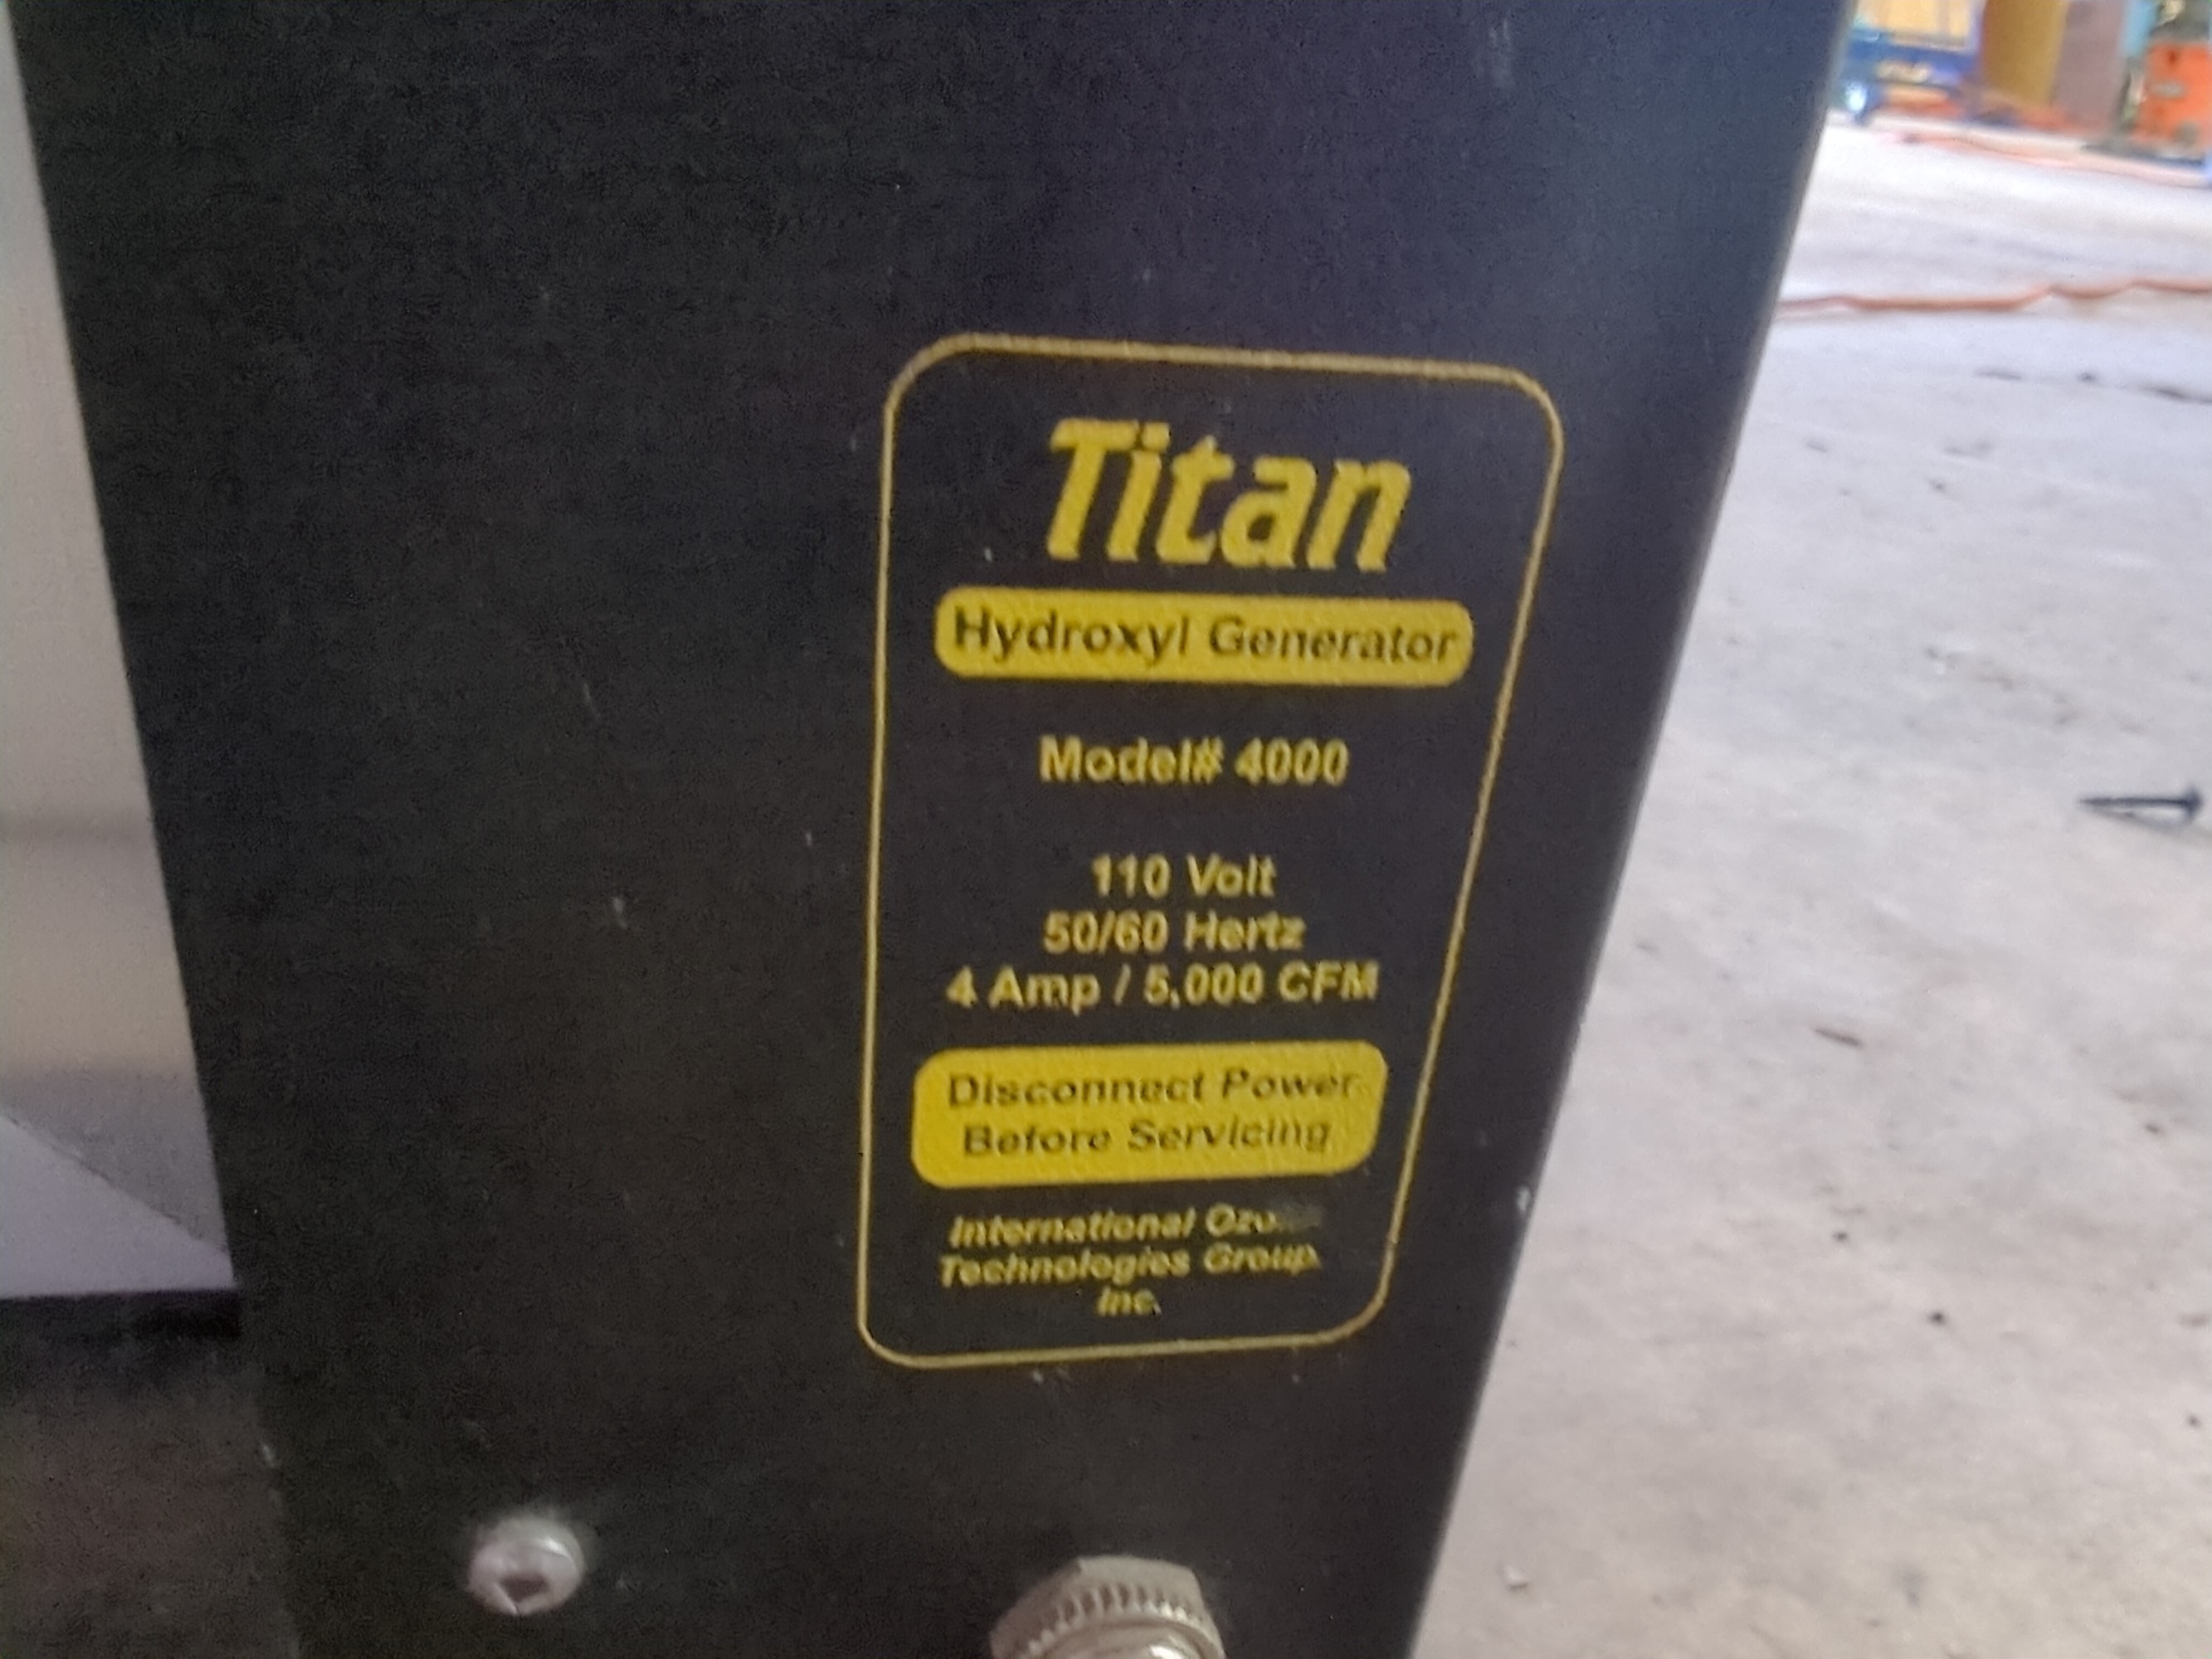 Titan
Hydroxyl Generator
Model# 4000
110 Volt
50/60 Hertz
4 Amp / 5,000 CFM
Disconnect Power
Before Servicing
International
Technologies Group,
Inc.